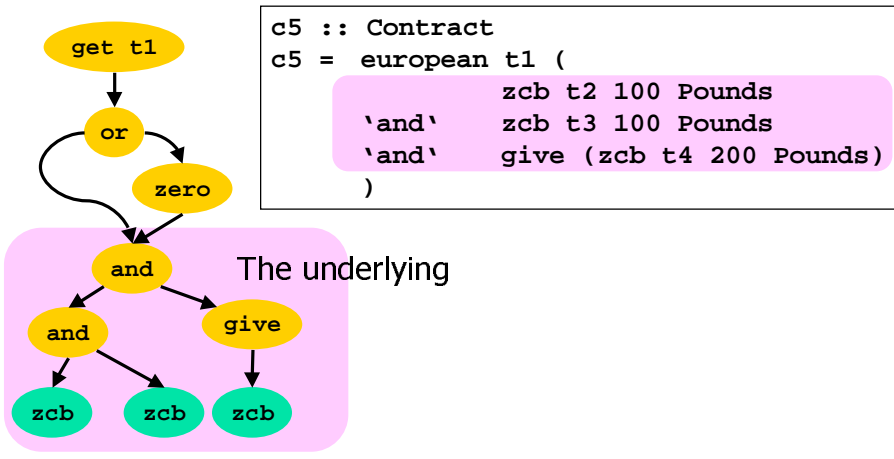 get t1
or
zero
and
The underlying
and
give
zcb
zcb
zcb
c5 :: Contract
c5 = european t1 (
zcb t2 100 Pounds
‘and‘ zcb t3 100 Pounds
‘and‘ give (zcb t4 200 Pounds)
)